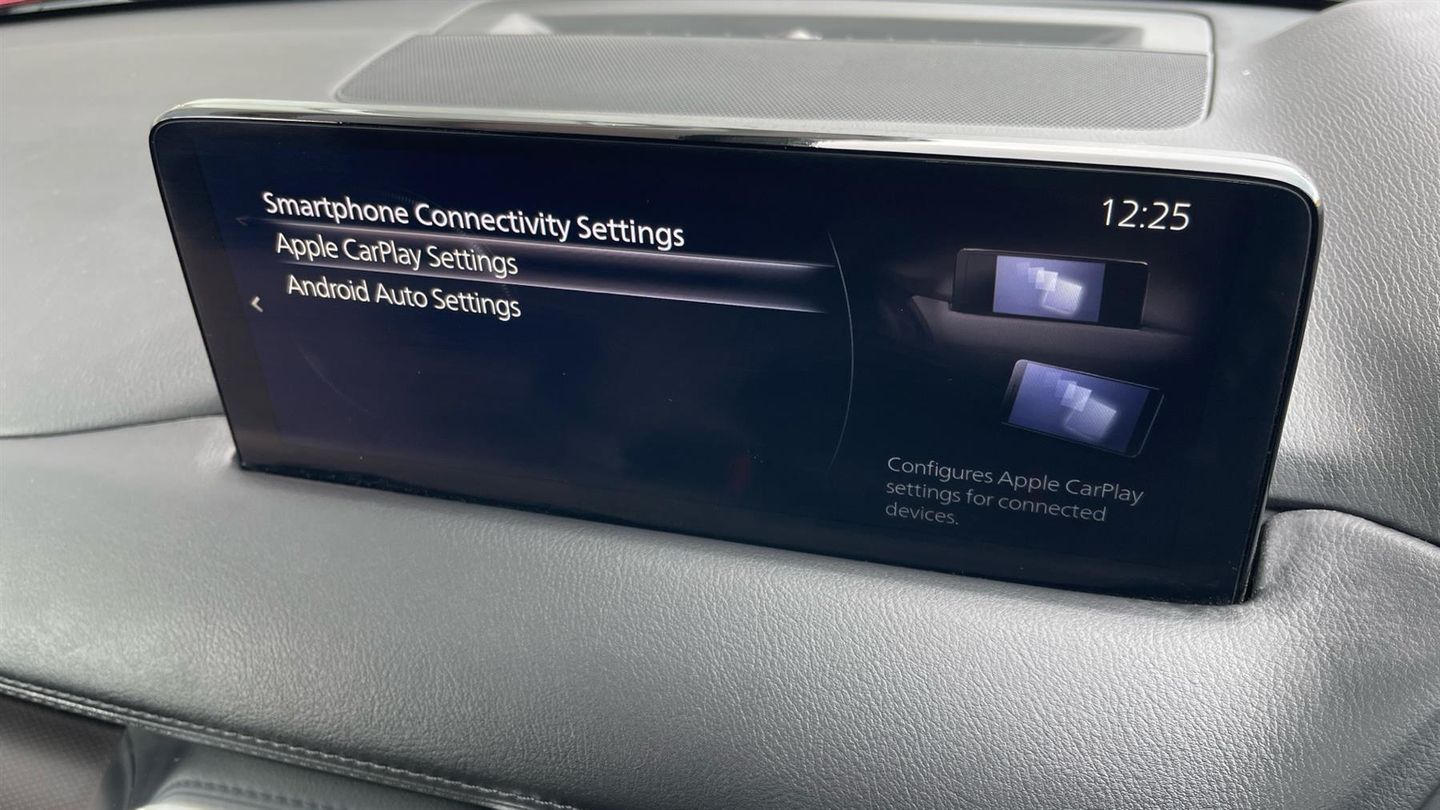 Smartphone Connectivity Settings
12:25
Apple CarPlay Settings
Android Auto Settings
Configures Apple CarPlay
settings for connected
devices.